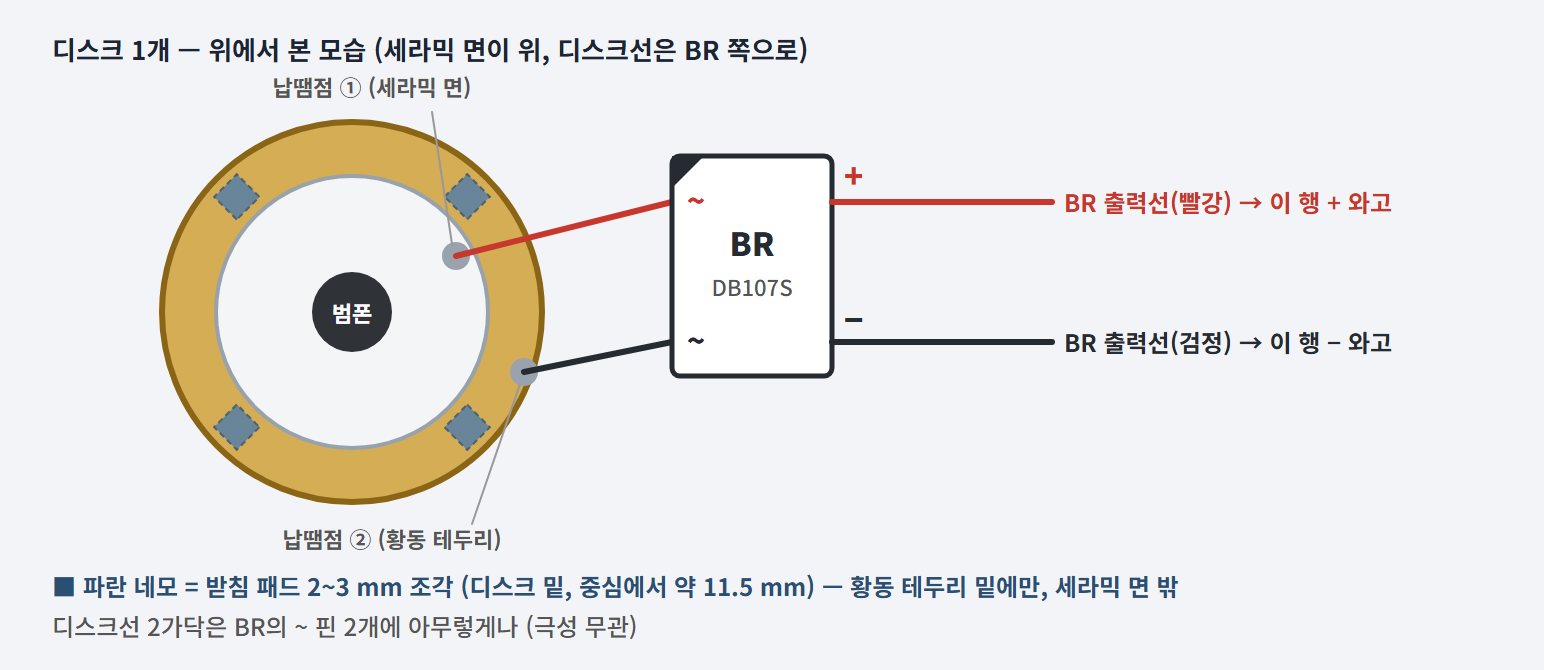 디스크 1개 — 위에서 본 모습 (세라믹 면이 위, 디스크선은 BR 쪽으로)
납땜점 ① (세라믹 면)
+
~
BR 출력선(빨강) → 이 행 + 와고
BR
DB107S
범폰
−
~
BR 출력선(검정) → 이 행 − 와고
납땜점 ② (황동 테두리)
■ 파란 네모 = 받침 패드 2~3 mm 조각 (디스크 밑, 중심에서 약 11.5 mm) — 황동 테두리 밑에만, 세라믹 면 밖
디스크선 2가닥은 BR의 ~ 핀 2개에 아무렇게나 (극성 무관)